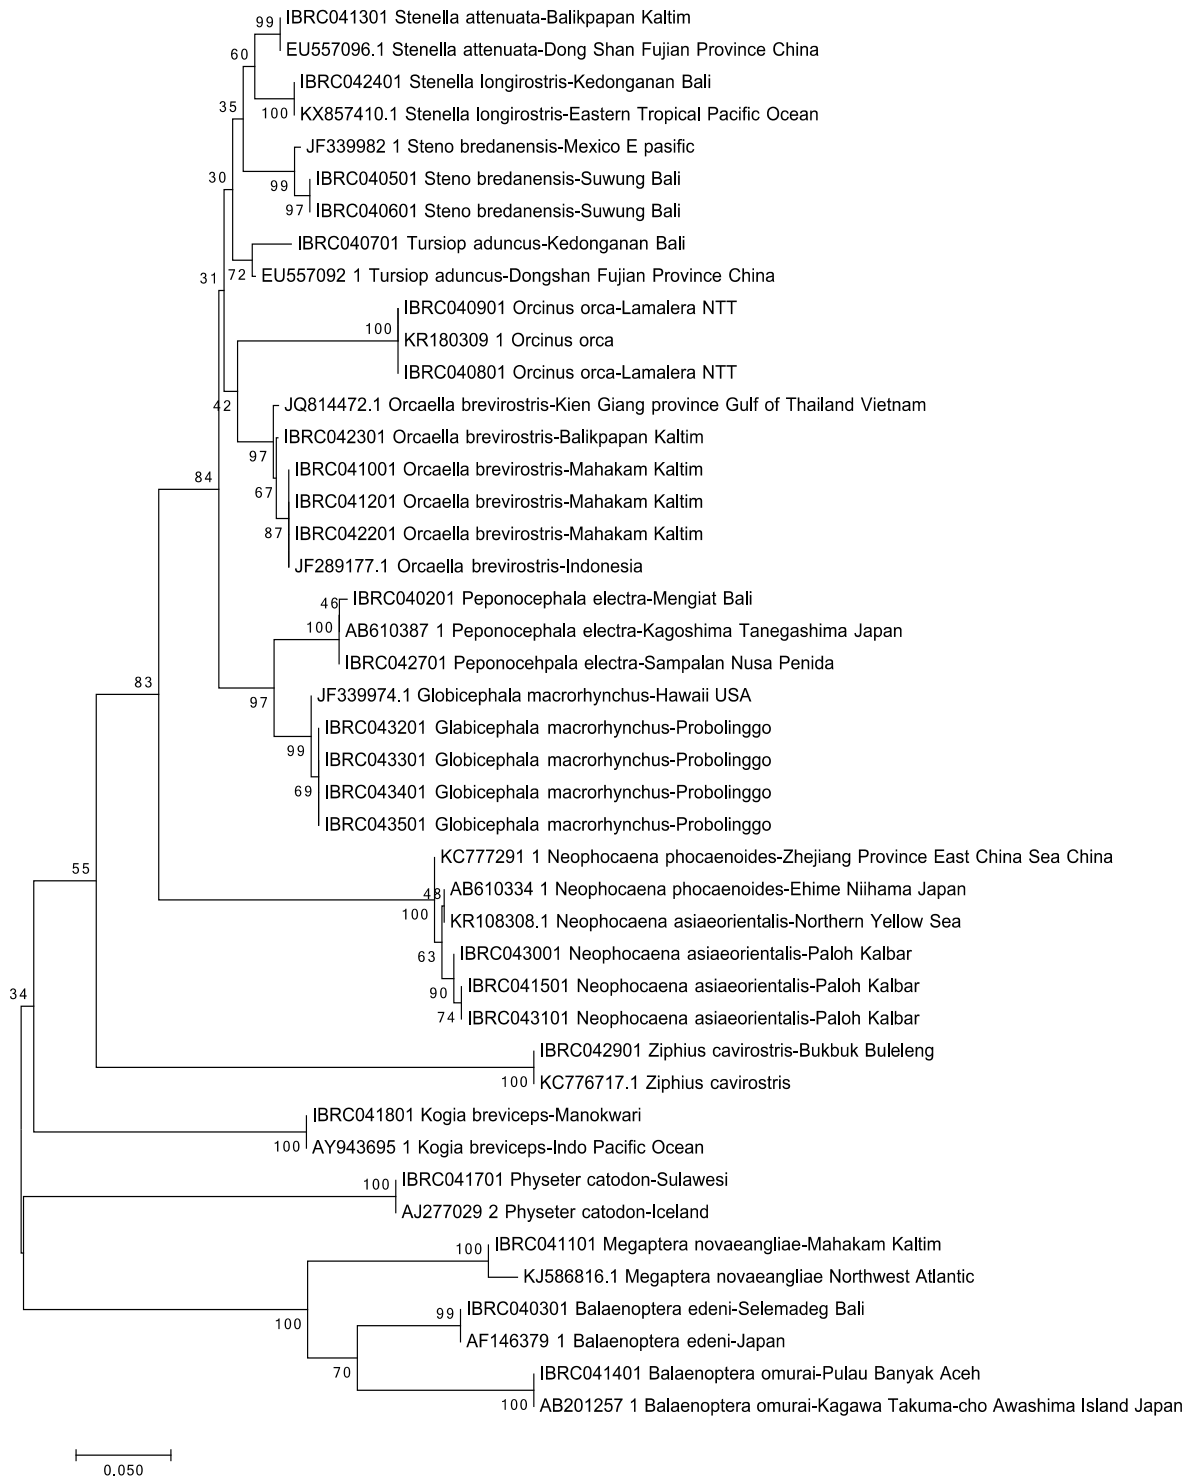 99 IBRC041301 Stenella attenuata-Balikpapan Kaltim
EU557096.1 Stenella attenuata-Dong Shan Fujian Province China
60
IBRC042401 Stenella longirostris-Kedonganan Bali
100 KX857410.1 Stenella longirostris-Eastern Tropical Pacific Ocean
35
JF339982 1 Steno bredanensis-Mexico E pasific
99 IBRC040501 Steno bredanensis-Suwung Bali
97 IBRC040601 Steno bredanensis-Suwung Bali
30
IBRC040701 Tursiop aduncus-Kedonganan Bali
72 EU557092 1 Tursiop aduncus-Dongshan Fujian Province China
31
IBRC040901 Orcinus orca-Lamalera NTT
100 KR180309 1 Orcinus orca
IBRC040801 Orcinus orca-Lamalera NTT
42 JQ814472.1 Orcaella brevirostris-Kien Giang province Gulf of Thailand Vietnam
IBRC042301 Orcaella brevirostris-Balikpapan Kaltim
97 IBRC041001 Orcaella brevirostris-Mahakam Kaltim
67 IBRC041201 Orcaella brevirostris-Mahakam Kaltim
87 IBRC042201 Orcaella brevirostris-Mahakam Kaltim
84
JF289177.1 Orcaella brevirostris-Indonesia
46 IBRC040201 Peponocephala electra-Mengiat Bali
100 AB610387 1 Peponocephala electra-Kagoshima Tanegashima Japan
IBRC042701 Peponocehpala electra-Sampalan Nusa Penida
83
97 JF339974.1 Globicephala macrorhynchus-Hawaii USA
IBRC043201 Glabicephala macrorhynchus-Probolinggo
99 IBRC043301 Globicephala macrorhynchus-Probolinggo
69 IBRC043401 Globicephala macrorhynchus-Probolinggo
IBRC043501 Globicephala macrorhynchus-Probolinggo
55
KC777291 1 Neophocaena phocaenoides-Zhejiang Province East China Sea China
48 AB610334 1 Neophocaena phocaenoides-Ehime Niihama Japan
100 KR108308.1 Neophocaena asiaeorientalis-Northern Yellow Sea
63 IBRC043001 Neophocaena asiaeorientalis-Paloh Kalbar
90 IBRC041501 Neophocaena asiaeorientalis-Paloh Kalbar
74 IBRC043101 Neophocaena asiaeorientalis-Paloh Kalbar
34
IBRC042901 Ziphius cavirostris-Bukbuk Buleleng
100 KC776717.1 Ziphius cavirostris
IBRC041801 Kogia breviceps-Manokwari
100 AY943695 1 Kogia breviceps-Indo Pacific Ocean
100 IBRC041701 Physeter catodon-Sulawesi
AJ277029 2 Physeter catodon-Iceland
100 IBRC041101 Megaptera novaeangliae-Mahakam Kaltim
KJ586816.1 Megaptera novaeangliae Northwest Atlantic
100
99 IBRC040301 Balaenoptera edeni-Selemadeg Bali
AF146379 1 Balaenoptera edeni-Japan
70 IBRC041401 Balaenoptera omurai-Pulau Banyak Aceh
100 AB201257 1 Balaenoptera omurai-Kagawa Takuma-cho Awashima Island Japan
0.050